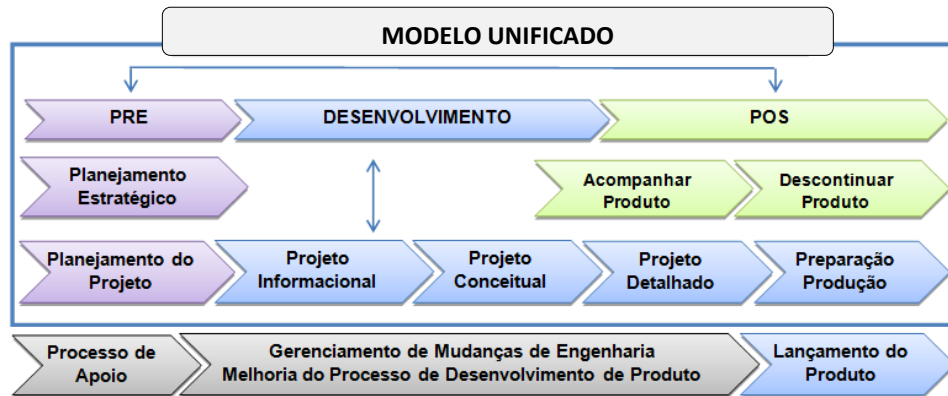 MODELO UNIFICADO
PRE
DESENVOLVIMENTO
POS
Planejamento
Estratégico
Acompanhar
Produto
Descontinuar
Produto
Planejamento do
Projeto
Projeto
Informacional
Projeto
Conceitual
Projeto
Detalhado
Preparação
Produção
Processo de
Apoio
Gerenciamento de Mudanças de Engenharia
Melhoria do Processo de Desenvolvimento de Produto
Lançamento do
Produto